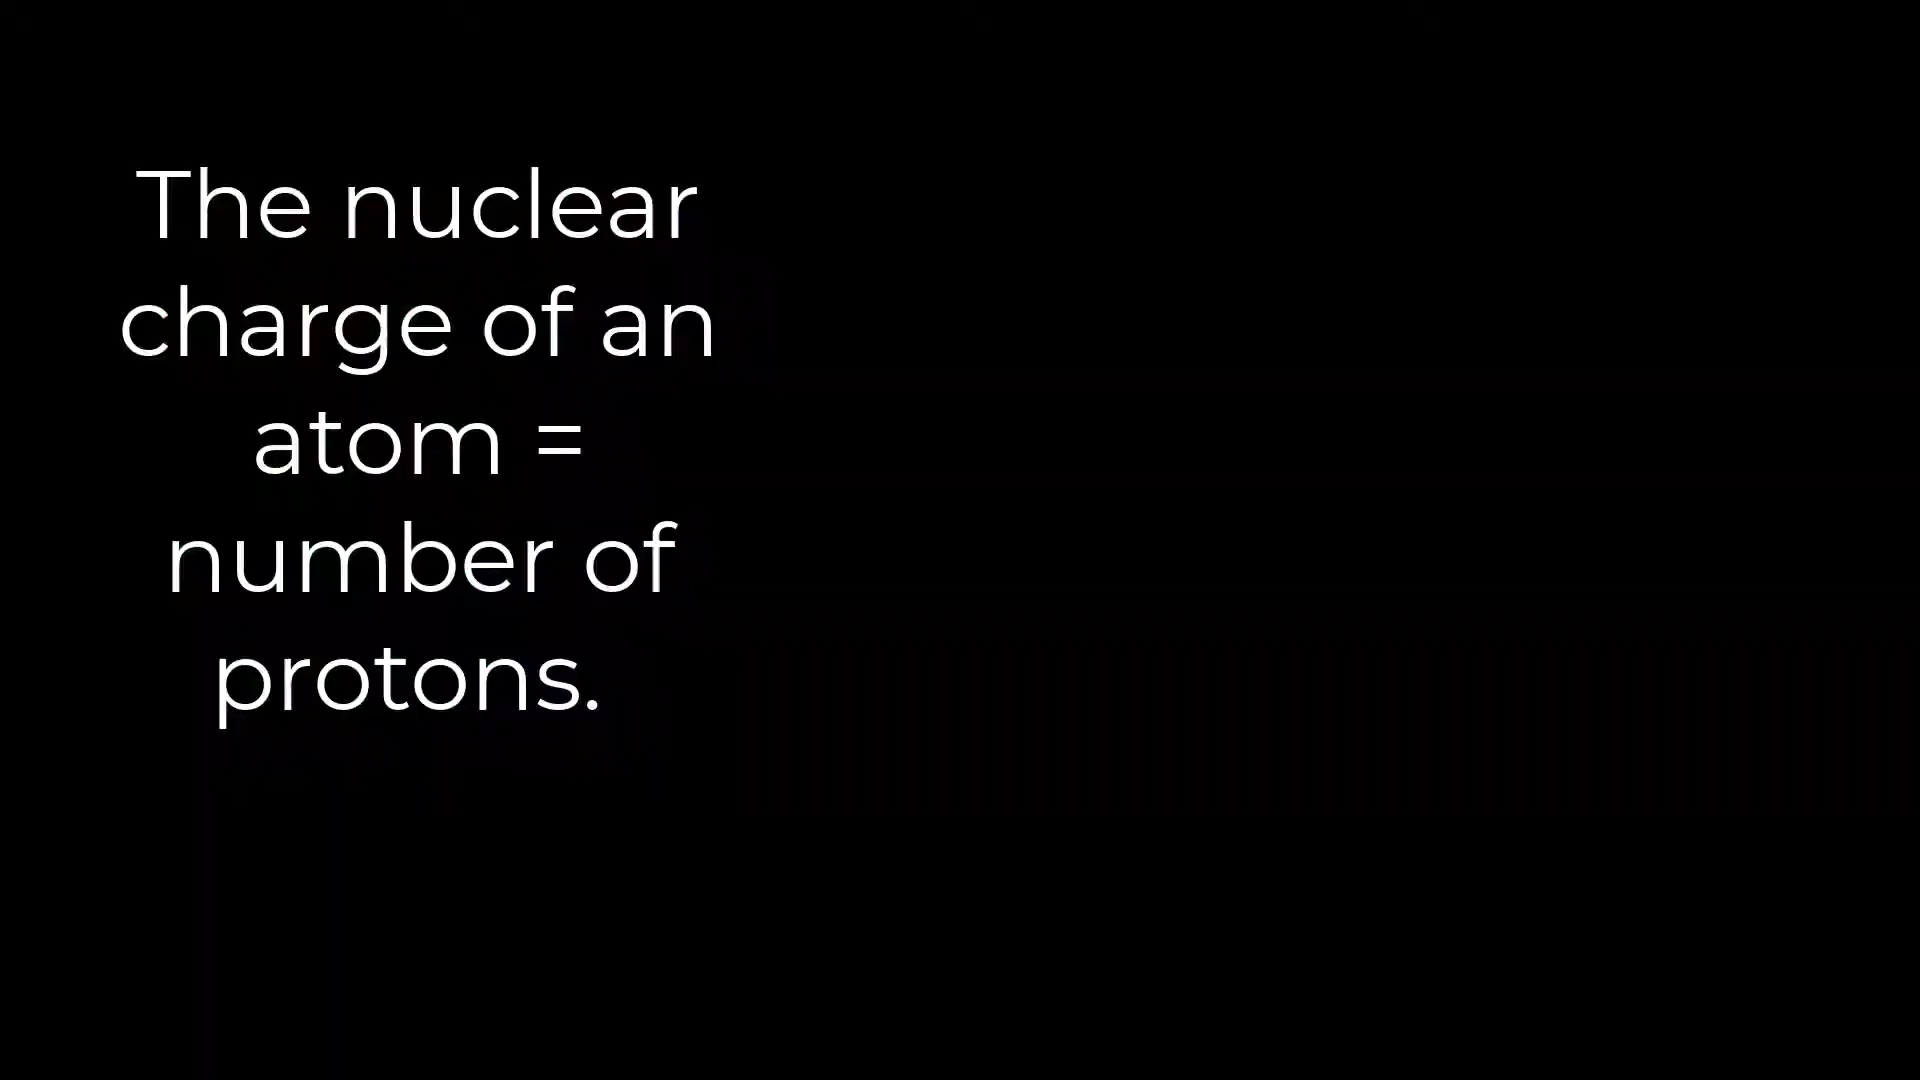 The nuclear
charge of an
atom =
number of
protons.